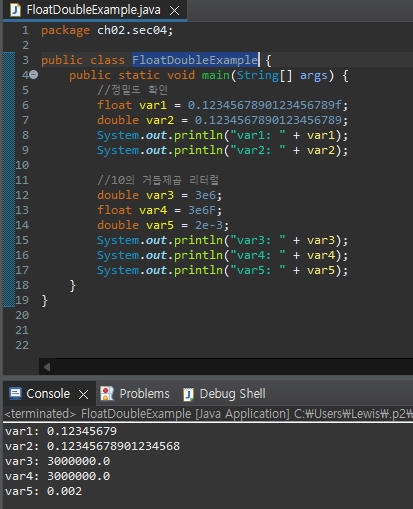 FloatDoubleExample.java
1 package ch02.sec04;
2
3 public class FloatDoubleExample {
4 public static void main(String[] args) {
5 //정밀도 확인
6 float var1 = 0.1234567890123456789f;
7 double var2 = 0.1234567890123456789;
8 System.out.println("var1: " + var1);
9 System.out.println("var2: " + var2);
10
11 //10의 거듭제곱 리터럴
12 double var3 = 3e6;
13 float var4 = 3e6F;
14 double var5 = 2e-3;
15 System.out.println("var3: " + var3);
16 System.out.println("var4: " + var4);
17 System.out.println("var5: " + var5);
18 }
19 }
20
21
22
Console Problems Debug Shell
<terminated> FloatDoubleExample [Java Application] C:₩Users₩Lewis₩.p2₩
var1: 0.12345679
var2: 0.12345678901234568
var3: 3000000.0
var4: 3000000.0
var5: 0.002